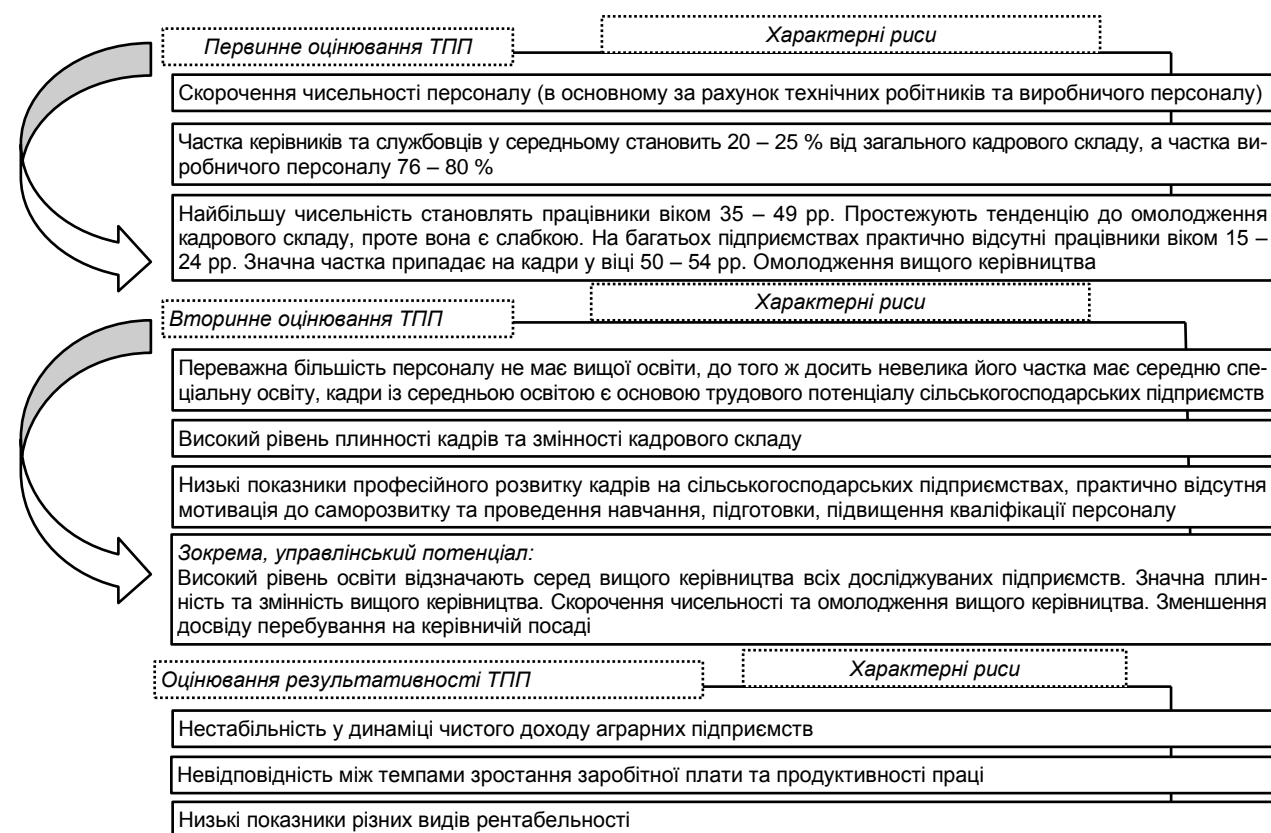 Первинне оцінювання ТПП
Характерні риси
Скорочення чисельності персоналу (в основному за рахунок технічних робітників та виробничого персоналу)
Частка керівників та службовців у середньому становить 20 – 25 % від загального кадрового складу, а частка ви-
робничого персоналу 76 – 80 %
Найбільшу чисельність становлять працівники віком 35 – 49 рр. Простежують тенденцію до омолодження
кадрового складу, проте вона є слабкою. На багатьох підприємствах практично відсутні працівники віком 15 –
24 рр. Значна частка припадає на кадри у віці 50 – 54 рр. Омолодження вищого керівництва
Вторинне оцінювання ТПП
Характерні риси
Переважна більшість персоналу не має вищої освіти, до того ж досить невелика його частка має середню спе-
ціальну освіту, кадри із середньою освітою є основою трудового потенціалу сільськогосподарських підприємств
Високий рівень плинності кадрів та змінності кадрового складу
Низькі показники професійного розвитку кадрів на сільськогосподарських підприємствах, практично відсутня
мотивація до саморозвитку та проведення навчання, підготовки, підвищення кваліфікації персоналу
Зокрема, управлінський потенціал:
Високий рівень освіти відзначають серед вищого керівництва всіх досліджуваних підприємств. Значна плин-
ність та змінність вищого керівництва. Скорочення чисельності та омолодження вищого керівництва. Зменшення
досвіду перебування на керівничій посаді
Оцінювання результативності ТПП
Характерні риси
Нестабільність у динаміці чистого доходу аграрних підприємств
Невідповідність між темпами зростання заробітної плати та продуктивності праці
Низькі показники різних видів рентабельності